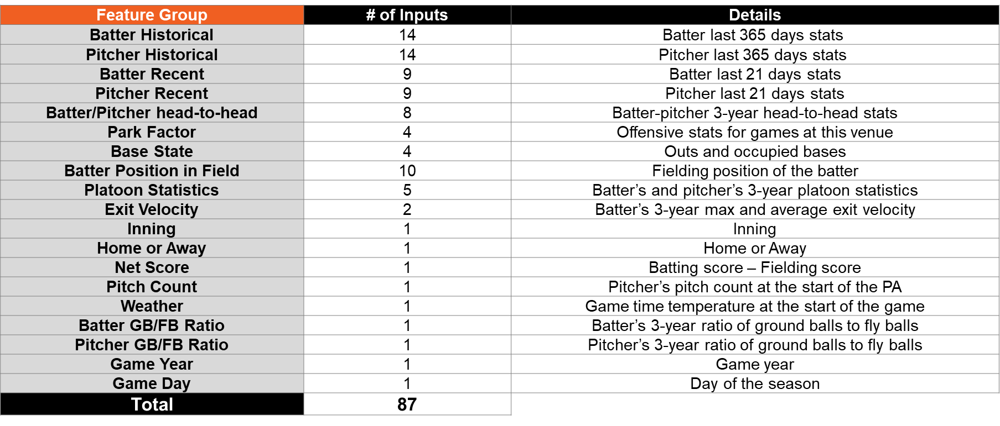 Feature Group # of Inputs Details
Batter Historical 14 Batter last 365 days stats
Pitcher Historical 14 Pitcher last 365 days stats
Batter Recent 9 Batter last 21 days stats
Pitcher Recent 9 Pitcher last 21 days stats
Batter/Pitcher head-to-head 8 Batter-pitcher 3-year head-to-head stats
Park Factor 4 Offensive stats for games at this venue
Base State 4 Outs and occupied bases
Batter Position in Field 10 Fielding position of the batter
Platoon Statistics 5 Batter’s and pitcher’s 3-year platoon statistics
Exit Velocity 2 Batter’s 3-year max and average exit velocity
Inning 1 Inning
Home or Away 1 Home or Away
Net Score 1 Batting score – Fielding score
Pitch Count 1 Pitcher’s pitch count at the start of the PA
Weather 1 Game time temperature at the start of the game
Batter GB/FB Ratio 1 Batter’s 3-year ratio of ground balls to fly balls
Pitcher GB/FB Ratio 1 Pitcher’s 3-year ratio of ground balls to fly balls
Game Year 1 Game year
Game Day 1 Day of the season
Total 87